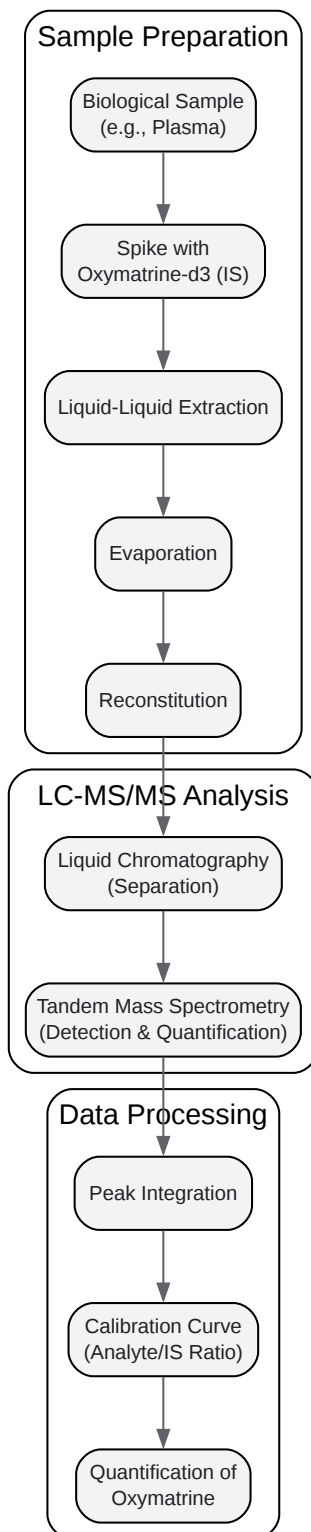 Sample Preparation
Biological Sample
(e.g., Plasma)
Spike with
Oxymatrine-d3 (IS)
Liquid-Liquid Extraction
Evaporation
Reconstitution
LC-MS/MS Analysis
Liquid Chromatography
(Separation)
Tandem Mass Spectrometry
(Detection & Quantification)
Data Processing
Peak Integration
Calibration Curve
(Analyte/IS Ratio)
Quantification of
Oxymatrine